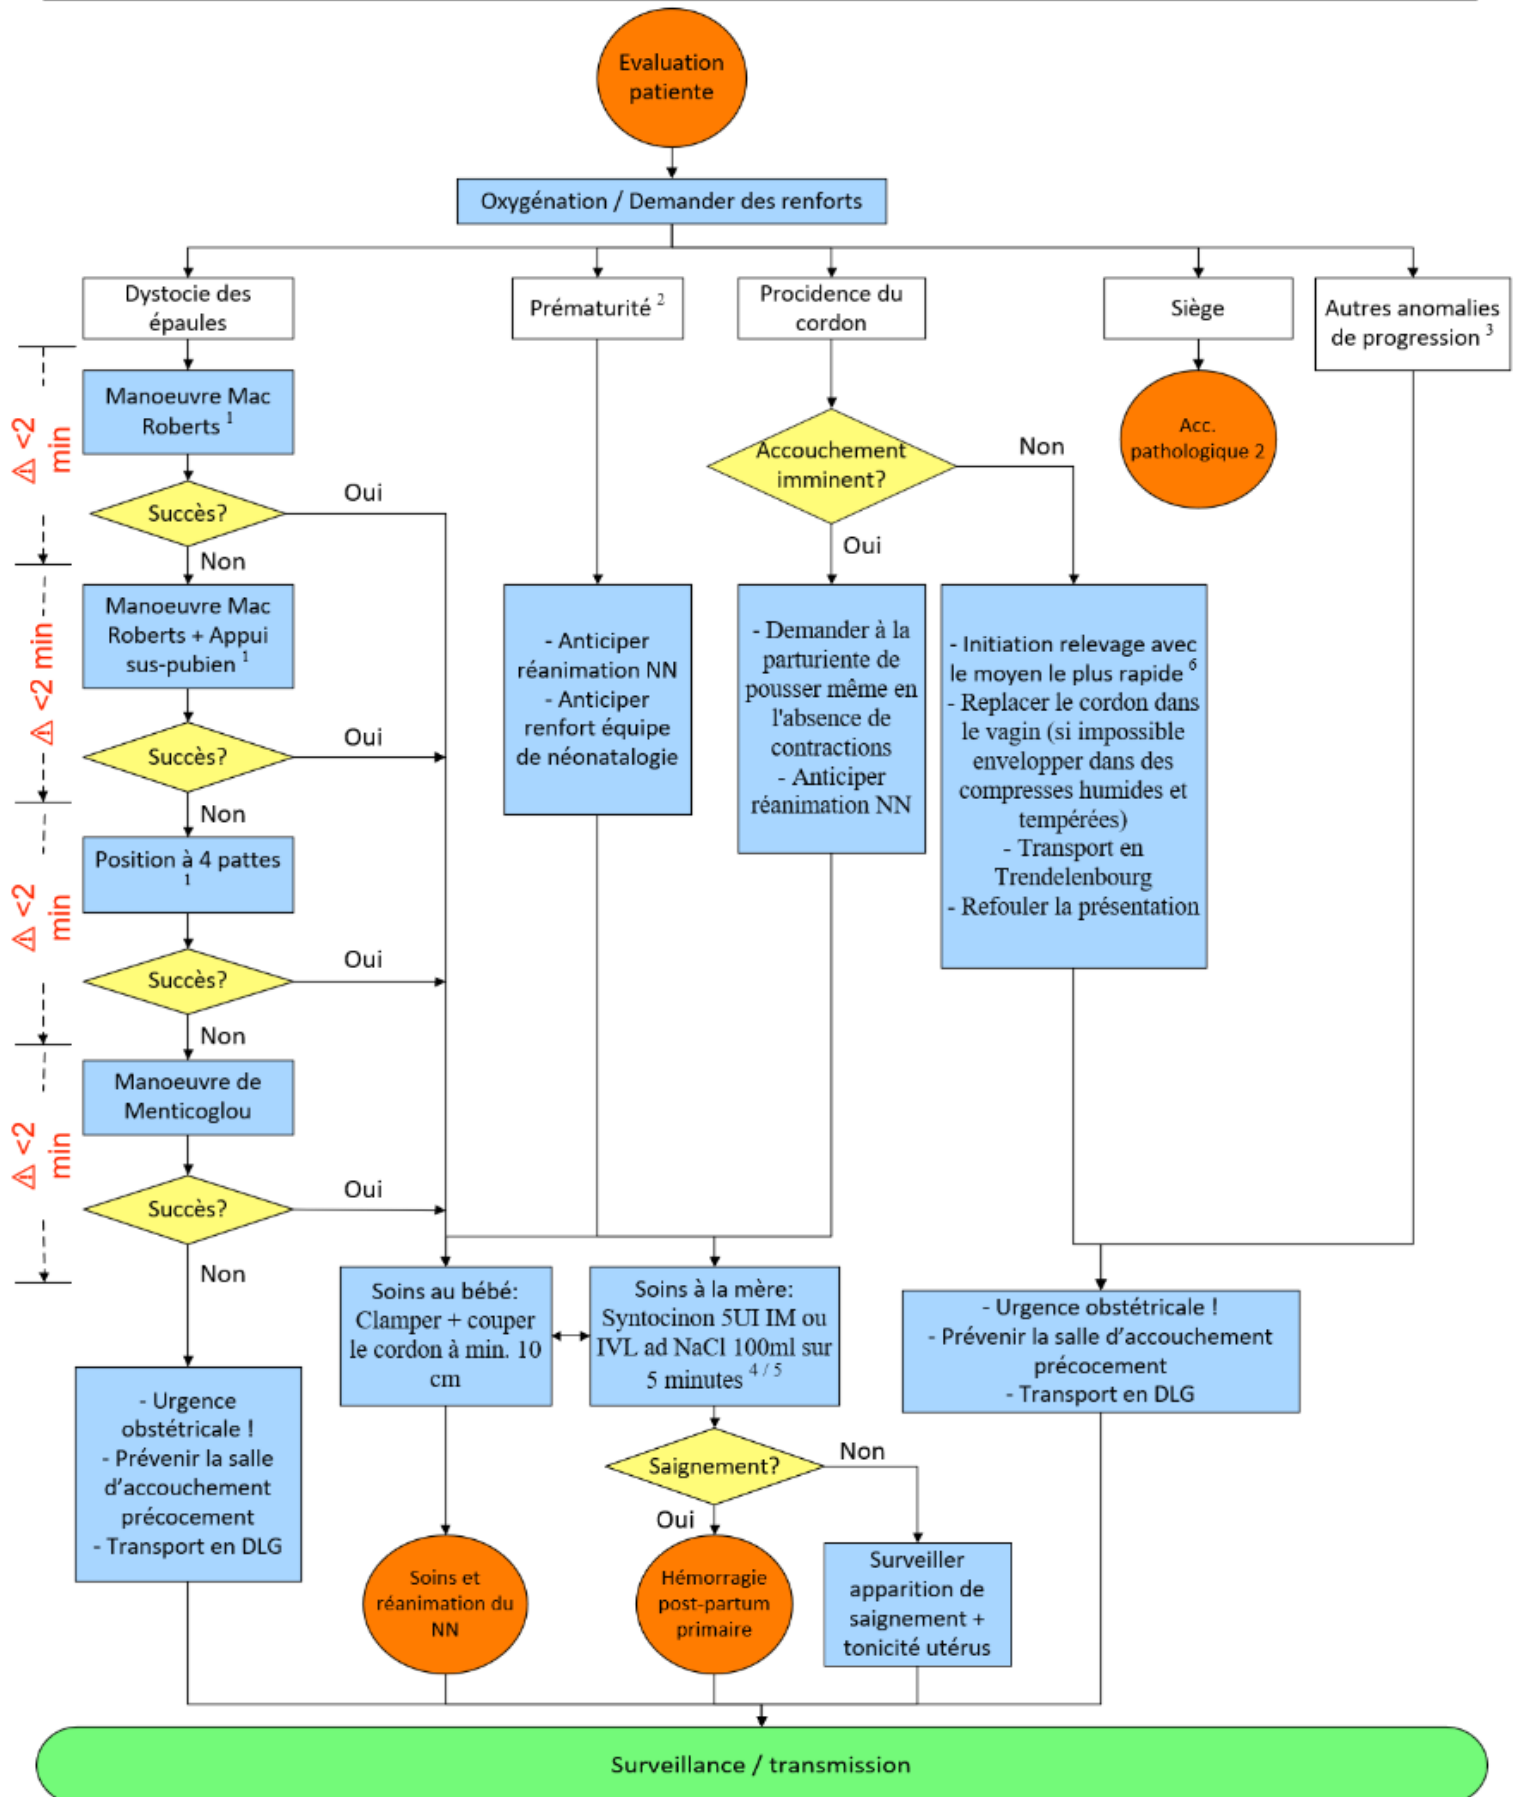 Evaluation
patiente
Oxygénation / Demander des renforts
Dystocie des
épaules
Prématurité 2
Procidence du
cordon
Siège
Autres anomalies
de progression 3
Manoeuvre Mac
Roberts 1
⚠ <2
min
Succès?
Oui
Non
Accouchement
imminent?
Non
Oui
Acc.
pathologique 2
Manoeuvre Mac
Roberts + Appui
sus-pubien 1
⚠ <2 min
Succès?
Oui
Non
- Anticiper
réanimation NN
- Anticiper
renfort équipe
de néonatalogie
- Demander à la
parturiente de
pousser même en
l'absence de
contractions
- Anticiper
réanimation NN
- Initiation relevage avec
le moyen le plus rapide 6
- Replacer le cordon dans
le vagin (si impossible
envelopper dans des
compresses humides et
tempérées)
- Transport en
Trendelenbourg
- Refouler la présentation
Position à 4 pattes
1
⚠ <2
min
Succès?
Oui
Non
Manoeuvre de
Menticoglou
⚠ <2
min
Succès?
Oui
Non
- Urgence
obstétricale !
- Prévenir la salle
d’accouchement
précocement
- Transport en DLG
Soins au bébé:
Clamper + couper
le cordon à min. 10
cm
Soins à la mère:
Syntocinon 5UI IM ou
IVL ad NaCl 100ml sur
5 minutes 4 / 5
- Urgence obstétricale !
- Prévenir la salle d’accouchement
précocement
- Transport en DLG
Saignement?
Non
Oui
Soins et
réanimation du
NN
Hémorragie
post-partum
primaire
Surveiller
apparition de
saignement +
tonicité utérus
Surveillance / transmission